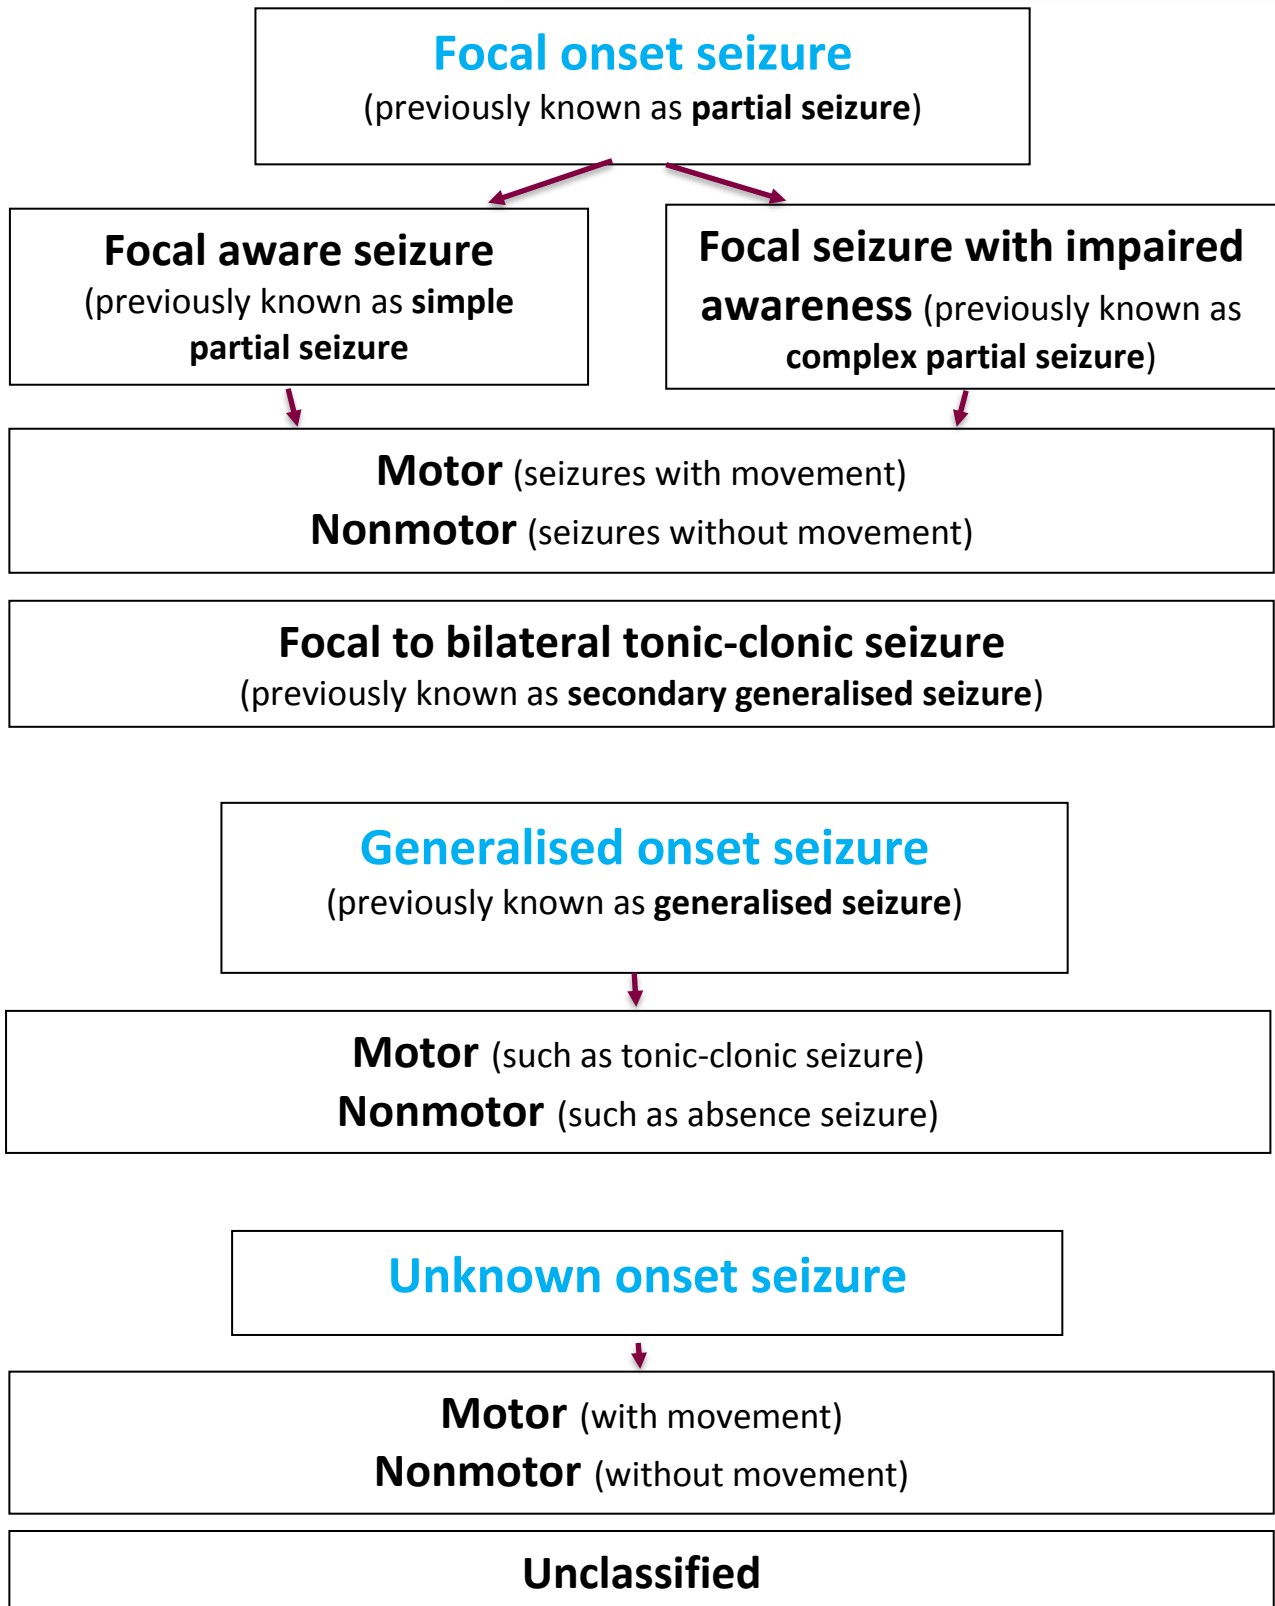 Focal onset seizure
(previously known as partial seizure)
Focal aware seizure
(previously known as simple
partial seizure
Focal seizure with impaired
awareness (previously known as
complex partial seizure)
Motor (seizures with movement)
Nonmotor (seizures without movement)
Focal to bilateral tonic-clonic seizure
(previously known as secondary generalised seizure)
Generalised onset seizure
(previously known as generalised seizure)
Motor (such as tonic-clonic seizure)
Nonmotor (such as absence seizure)
Unknown onset seizure
Motor (with movement)
Nonmotor (without movement)
Unclassified